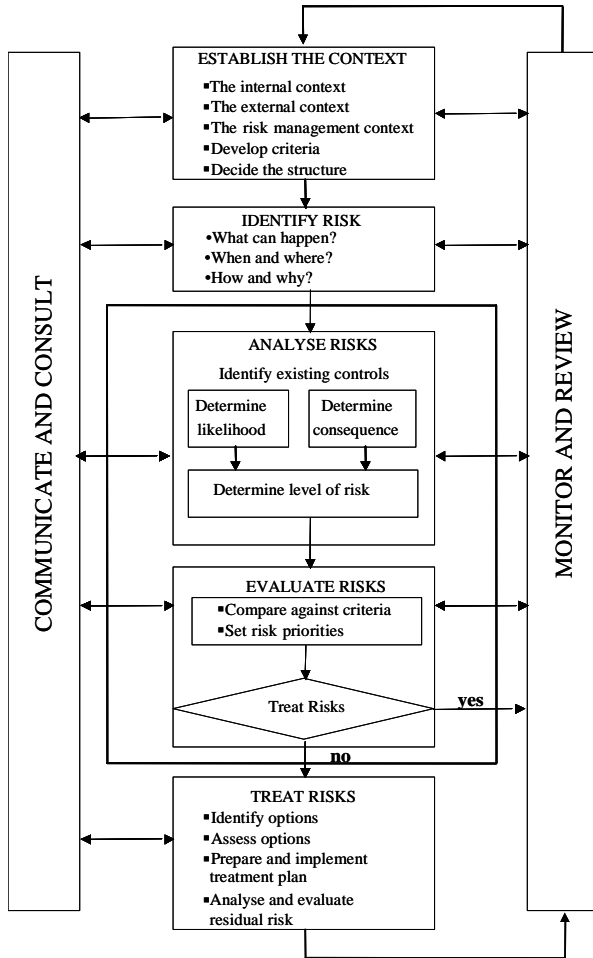 ESTABLISH THE CONTEXT
▪The internal context
▪The external context
▪The risk management context
▪Develop criteria
▪Decide the structure
IDENTIFY RISK
•What can happen?
•When and where?
•How and why?
COMMUNICATE AND CONSULT
MONITOR AND REVIEW
ANALYSE RISKS
Identify existing controls
Determine
likelihood
Determine
consequence
Determine level of risk
EVALUATE RISKS
▪Compare against criteria
▪Set risk priorities
Treat Risks
yes
no
TREAT RISKS
▪Identify options
▪Assess options
▪Prepare and implement
treatment plan
▪Analyse and evaluate
residual risk